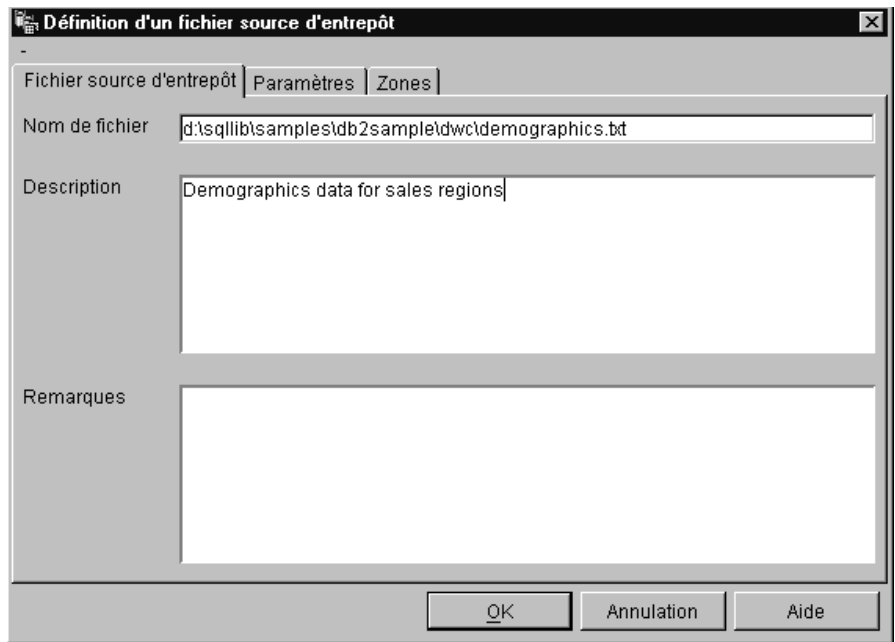 Définition d'un fichier source d'entrepôt
-
Fichier source d'entrepôt Paramètres Zones
Nom de fichier d:\sqllib\samples\db2sample\dwc\demographics.txt
Description Demographics data for sales regions
Remarques
OK Annulation Aide